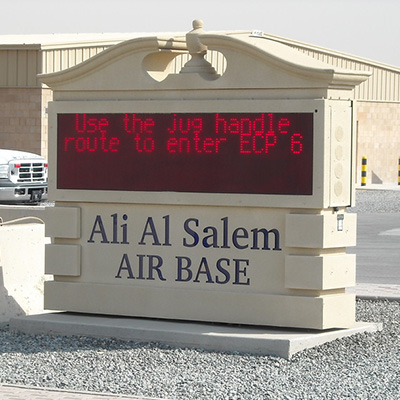 Use the jug handle
route to enter ECP 6
Ali Al Salem
AIR BASE